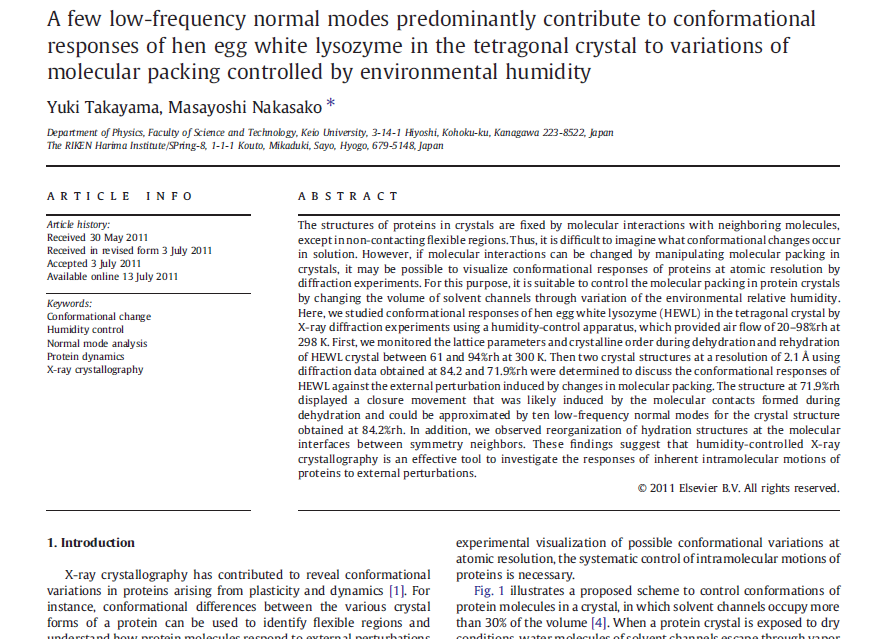 A few low-frequency normal modes predominantly contribute to conformational
responses of hen egg white lysozyme in the tetragonal crystal to variations of
molecular packing controlled by environmental humidity
Yuki Takayama, Masayoshi Nakasako *
Department of Physics, Faculty of Science and Technology, Keio University, 3-14-1 Hiyoshi, Kohoku-ku, Kanagawa 223-8522, Japan
The RIKEN Harima Institute/SPring-8, 1-1-1 Kouto, Mikaduki, Sayo, Hyogo, 679-5148, Japan
ARTICLE INFO
Article history:
Received 30 May 2011
Received in revised form 3 July 2011
Accepted 3 July 2011
Available online 13 July 2011
Keywords:
Conformational change
Humidity control
Normal mode analysis
Protein dynamics
X-ray crystallography
ABSTRACT
The structures of proteins in crystals are fixed by molecular interactions with neighboring molecules,
except in non-contacting flexible regions. Thus, it is difficult to imagine what conformational changes occur
in solution. However, if molecular interactions can be changed by manipulating molecular packing in
crystals, it may be possible to visualize conformational responses of proteins at atomic resolution by
diffraction experiments. For this purpose, it is suitable to control the molecular packing in protein crystals
by changing the volume of solvent channels through variation of the environmental relative humidity.
Here, we studied conformational responses of hen egg white lysozyme (HEWL) in the tetragonal crystal by
X-ray diffraction experiments using a humidity-control apparatus, which provided air flow of 20–98%rh at
298 K. First, we monitored the lattice parameters and crystalline order during dehydration and rehydration
of HEWL crystal between 61 and 94%rh at 300 K. Then two crystal structures at a resolution of 2.1 Å using
diffraction data obtained at 84.2 and 71.9%rh were determined to discuss the conformational responses of
HEWL against the external perturbation induced by changes in molecular packing. The structure at 71.9%rh
displayed a closure movement that was likely induced by the molecular contacts formed during
dehydration and could be approximated by ten low-frequency normal modes for the crystal structure
obtained at 84.2%rh. In addition, we observed reorganization of hydration structures at the molecular
interfaces between symmetry neighbors. These findings suggest that humidity-controlled X-ray
crystallography is an effective tool to investigate the responses of inherent intramolecular motions of
proteins to external perturbations.
© 2011 Elsevier B.V. All rights reserved.
1. Introduction
X-ray crystallography has contributed to reveal conformational
variations in proteins arising from plasticity and dynamics [1]. For
instance, conformational differences between the various crystal
forms of a protein can be used to identify flexible regions and
understand how protein molecules respond to external perturbations
experimental visualization of possible conformational variations at
atomic resolution, the systematic control of intramolecular motions of
proteins is necessary.
Fig. 1 illustrates a proposed scheme to control conformations of
protein molecules in a crystal, in which solvent channels occupy more
than 30% of the volume [4]. When a protein crystal is exposed to dry
conditions, water molecules of solvent channels escape through vapor